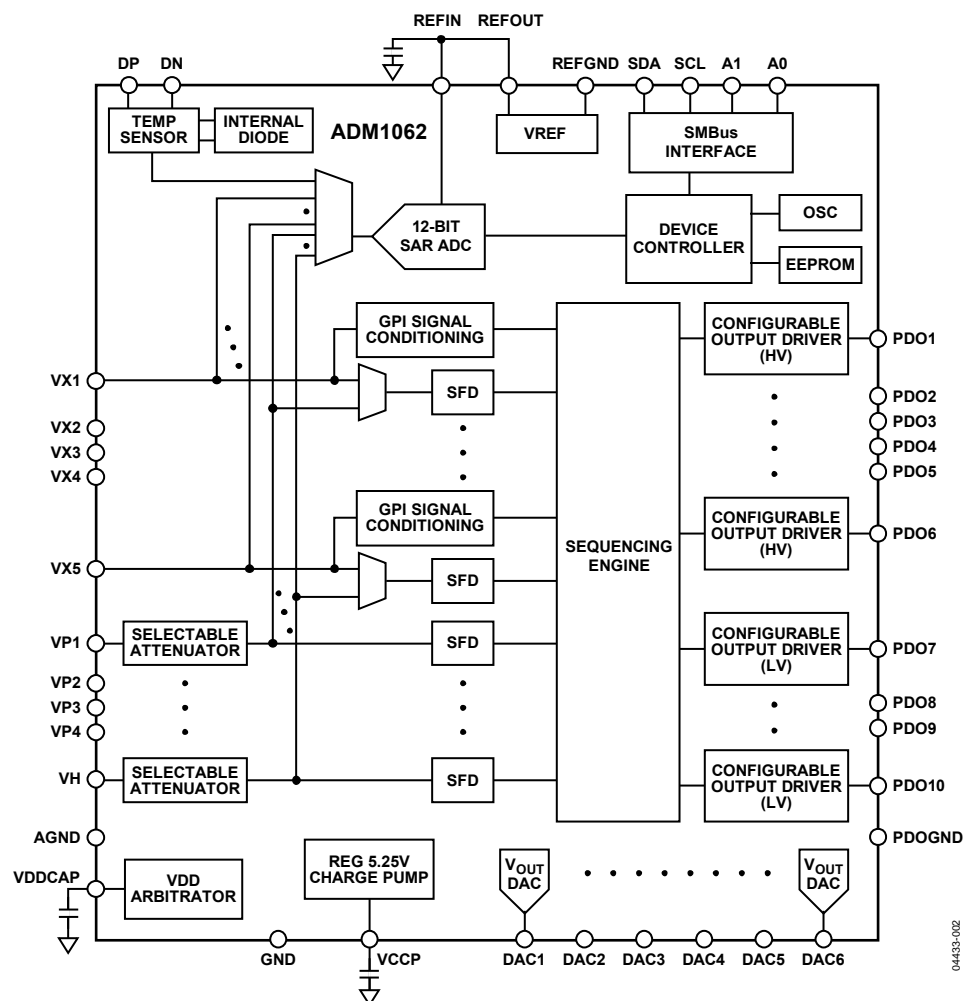 REFIN REFOUT
DP DN REFGND SDA SCL A1 A0
TEMP
SENSOR
INTERNAL
DIODE
ADM1062
VREF
SMBus
INTERFACE
12-BIT
SAR ADC
DEVICE
CONTROLLER
OSC
EEPROM
GPI SIGNAL
CONDITIONING
CONFIGURABLE
OUTPUT DRIVER
(HV)
PDO1
VX1
SFD
PDO2
VX2
PDO3
VX3
PDO4
VX4
PDO5
GPI SIGNAL
CONDITIONING
SEQUENCING
ENGINE
CONFIGURABLE
OUTPUT DRIVER
(HV)
PDO6
VX5
SFD
VP1
SELECTABLE
ATTENUATOR
SFD
CONFIGURABLE
OUTPUT DRIVER
(LV)
PDO7
VP2
PDO8
VP3
PDO9
VP4
VH
SELECTABLE
ATTENUATOR
SFD
CONFIGURABLE
OUTPUT DRIVER
(LV)
PDO10
AGND
PDOGND
VDDCAP
VDD
ARBITRATOR
REG 5.25V
CHARGE PUMP
VOUT
DAC
VOUT
DAC
GND VCCP DAC1 DAC2 DAC3 DAC4 DAC5 DAC6
04433-002